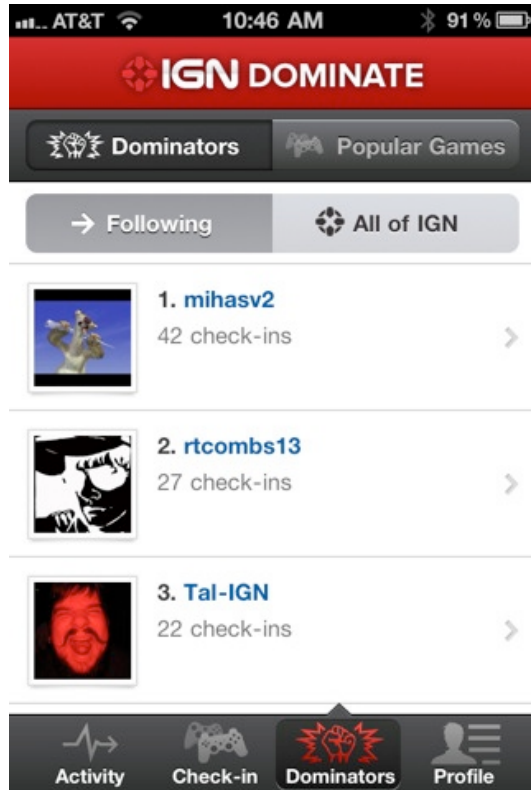 AT&T 10:46 AM 91%
IGN DOMINATE
Dominators Popular Games
Following All of IGN
1. mihasv2
42 check-ins
2. rtcombs13
27 check-ins
3. Tal-IGN
22 check-ins
Activity Check-in Dominators Profile